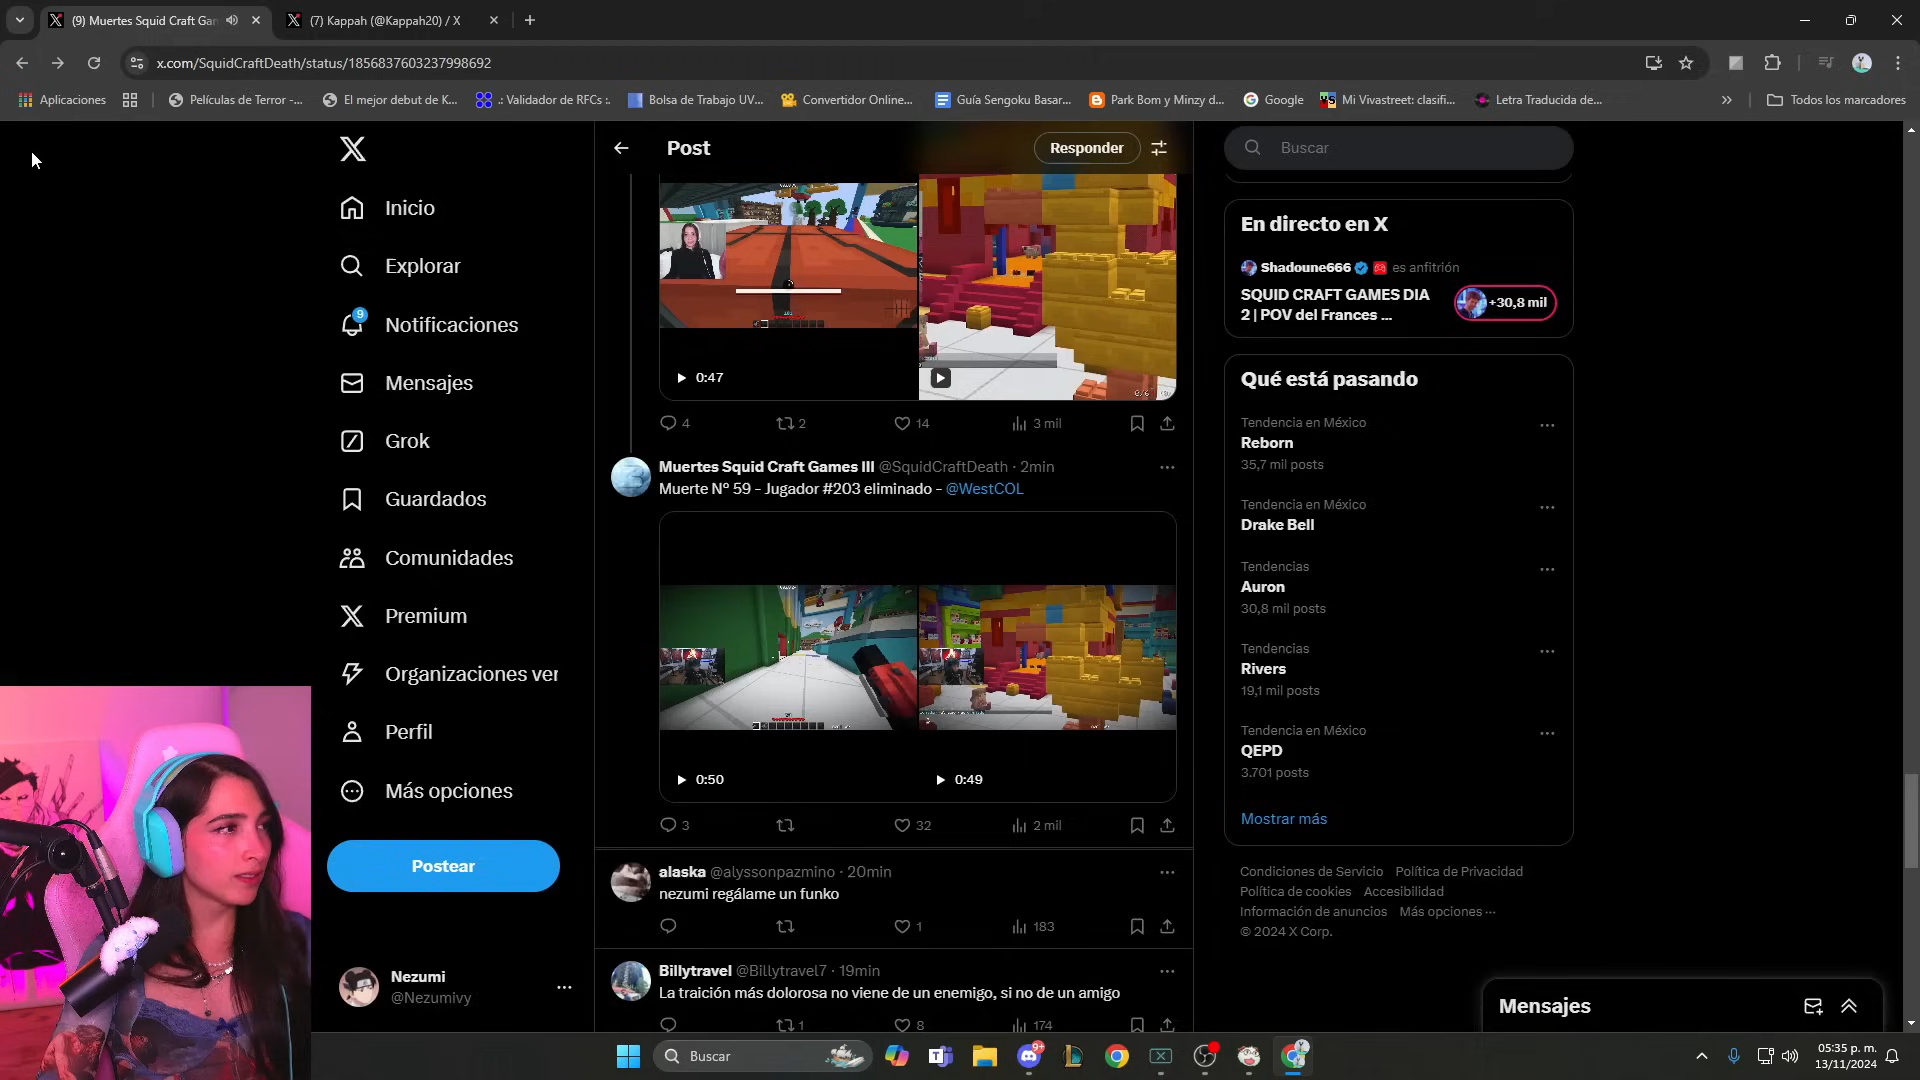 (9) Muertes Squid Craft Gam
(7) Kappah (@Kappah20) / X
x.com/SquidCraftDeath/status/1856837603237998692
Aplicaciones
Películas de Terror -...
El mejor debut de K...
.: Validador de RFCs :.
Bolsa de Trabajo UV...
Convertidor Online...
Guía Sengoku Basar...
Park Bom y Minzy d...
Google
Mi Vivastreet: clasifi...
Letra Traducida de...
Todos los marcadores
Inicio
Explorar
9
Notificaciones
Mensajes
Grok
Guardados
Comunidades
Premium
Organizaciones ver
Perfil
Más opciones
Postear
Nezumi
@Nezumivy
Post
Responder
0:47
4
2
14
3 mil
Muertes Squid Craft Games III @SquidCraftDeath · 2min
Muerte N° 59 - Jugador #203 eliminado - @WestCOL
0:50
0:49
3
32
2 mil
alaska @alyssonpazmino · 20min
nezumi regálame un funko
1
183
Billytravel @Billytravel7 · 19min
La traición más dolorosa no viene de un enemigo, si no de un amigo
1
8
174
Buscar
En directo en X
Shadoune666 es anfitrión
SQUID CRAFT GAMES DIA
2 | POV del Frances ...
+30,8 mil
Qué está pasando
Tendencia en México
Reborn
35,7 mil posts
Tendencia en México
Drake Bell
Tendencias
Auron
30,8 mil posts
Tendencias
Rivers
19,1 mil posts
Tendencia en México
QEPD
3.701 posts
Mostrar más
Condiciones de Servicio Política de Privacidad
Política de cookies Accesibilidad
Información de anuncios Más opciones ···
© 2024 X Corp.
Mensajes
Buscar
9+
05:35 p. m.
13/11/2024